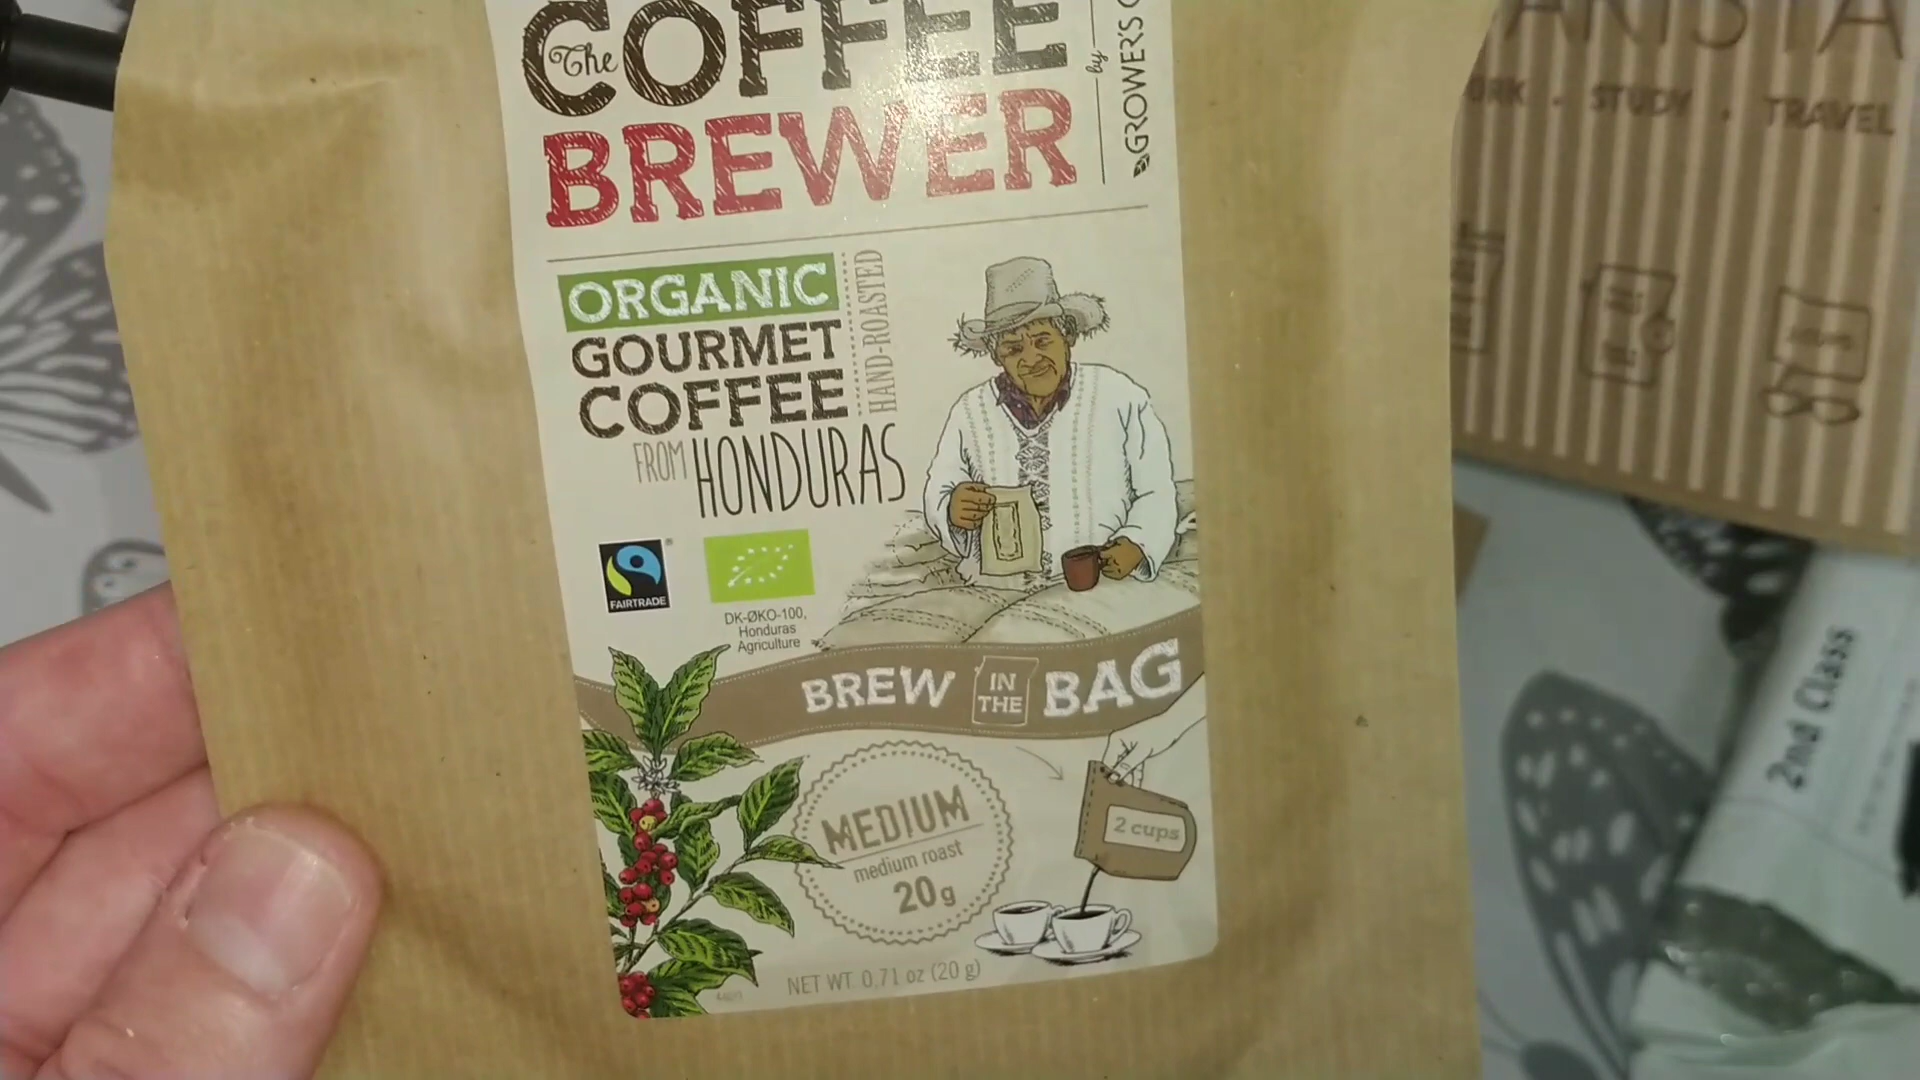 The COFFEE
BREWER
by GROWER'S
ORGANIC
GOURMET
COFFEE
HAND-ROASTED
FROM HONDURAS
FAIRTRADE
DK-ØKO-100,
Honduras
Agriculture
BREW IN THE BAG
MEDIUM
medium roast
20g
2 cups
NET WT. 0.71 oz (20 g)
STUDY . TRAVEL
2nd Class